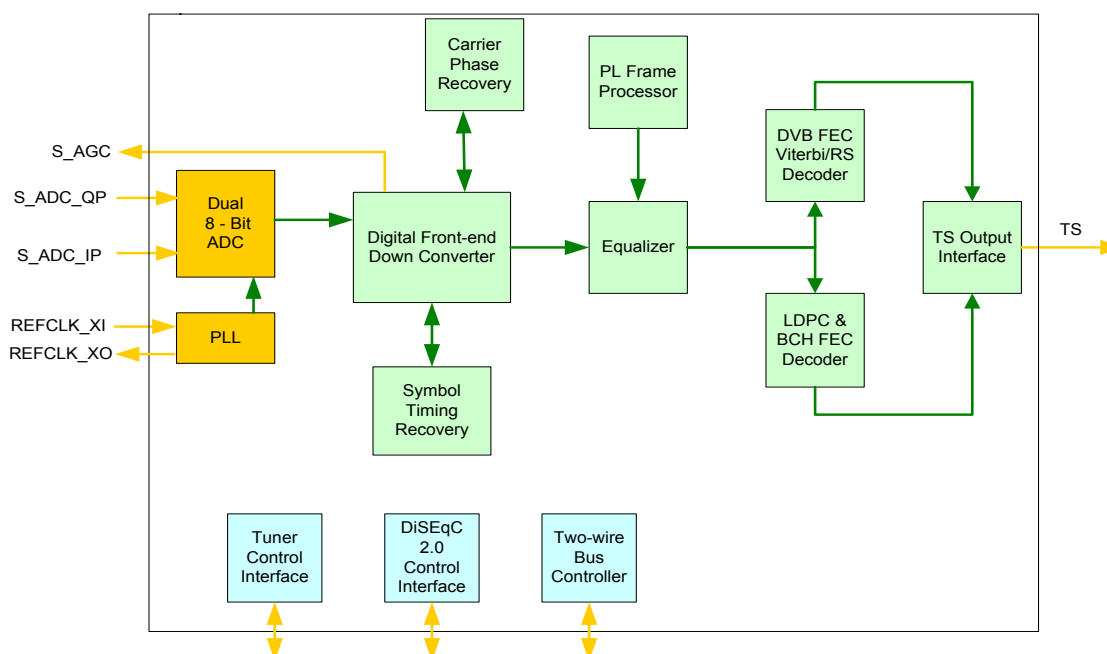 Carrier
Phase
Recovery
PL Frame
Processor
DVB FEC
Viterbi/RS
Decoder
S_AGC
S_ADC_QP
S_ADC_IP
Dual
8 - Bit
ADC
Digital Front-end
Down Converter
Equalizer
TS Output
Interface
TS
REFCLK_XI
REFCLK_XO
PLL
LDPC &
BCH FEC
Decoder
Symbol
Timing
Recovery
Tuner
Control
Interface
DiSEqC
2.0
Control
Interface
Two-wire
Bus
Controller